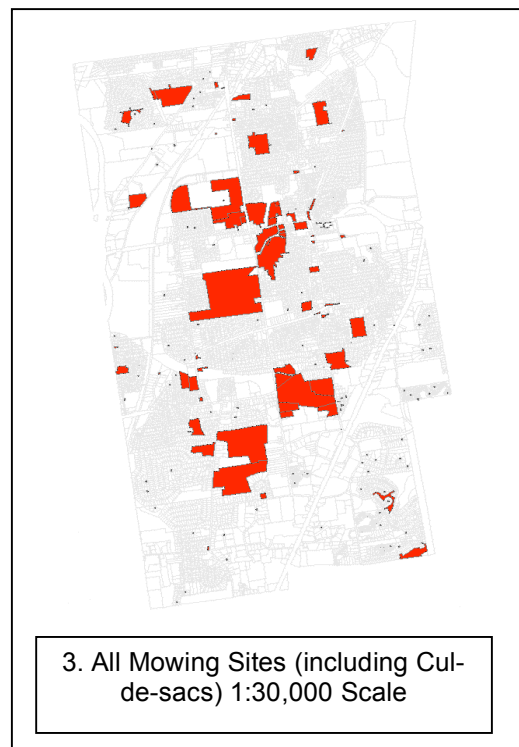 3. All Mowing Sites (including Cul-
de-sacs) 1:30,000 Scale